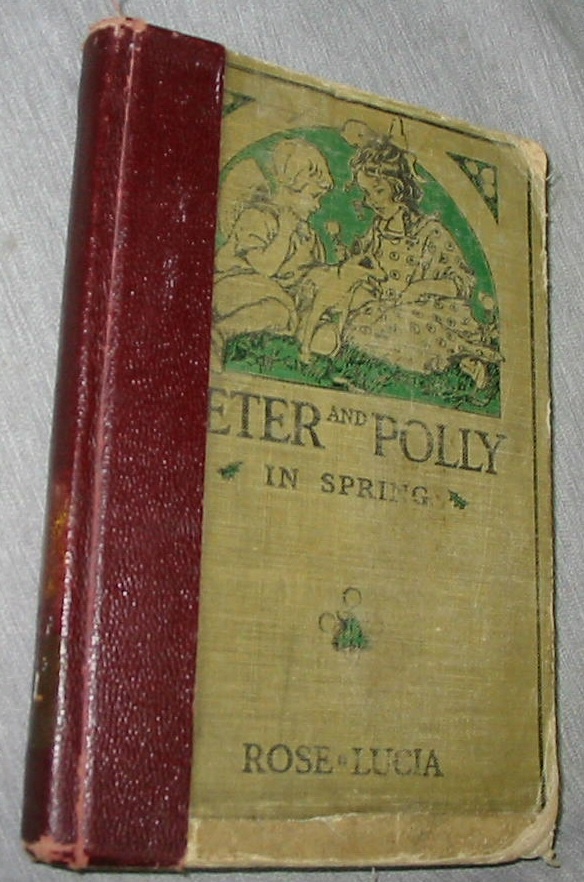 ETER AND POLLY
IN SPRING
ROSE LUCIA